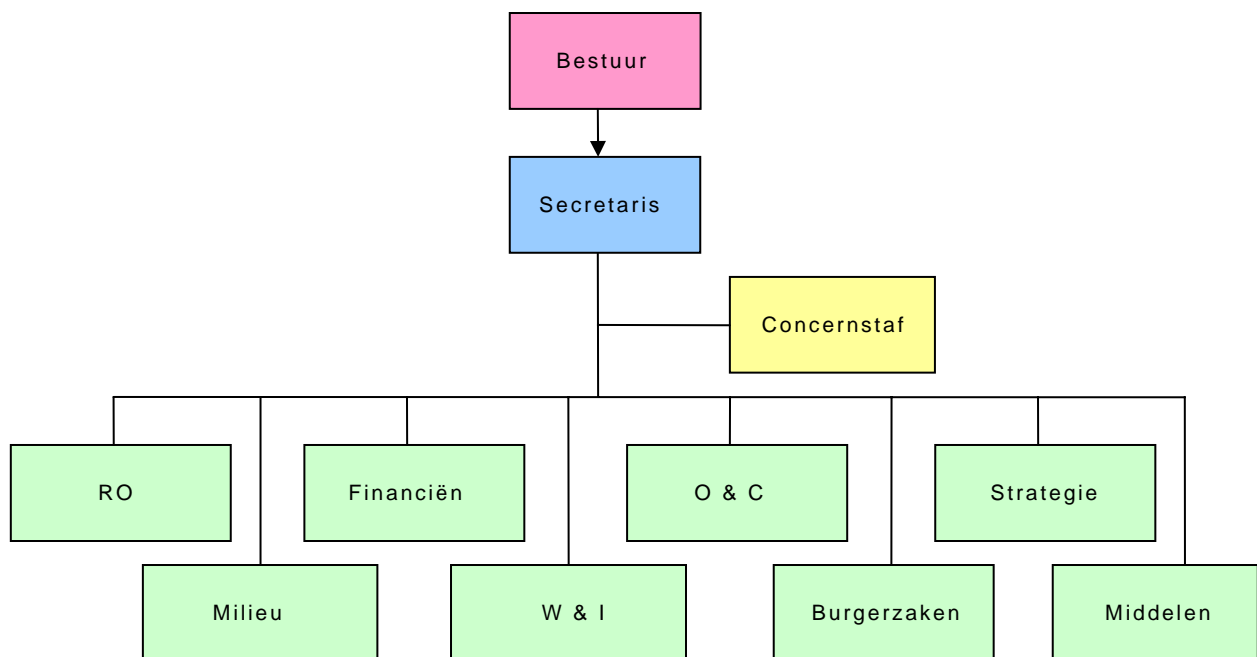 Bestuur
Secretaris
Concernstaf
RO
Financiën
O & C
Strategie
Milieu
W & I
Burgerzaken
Middelen